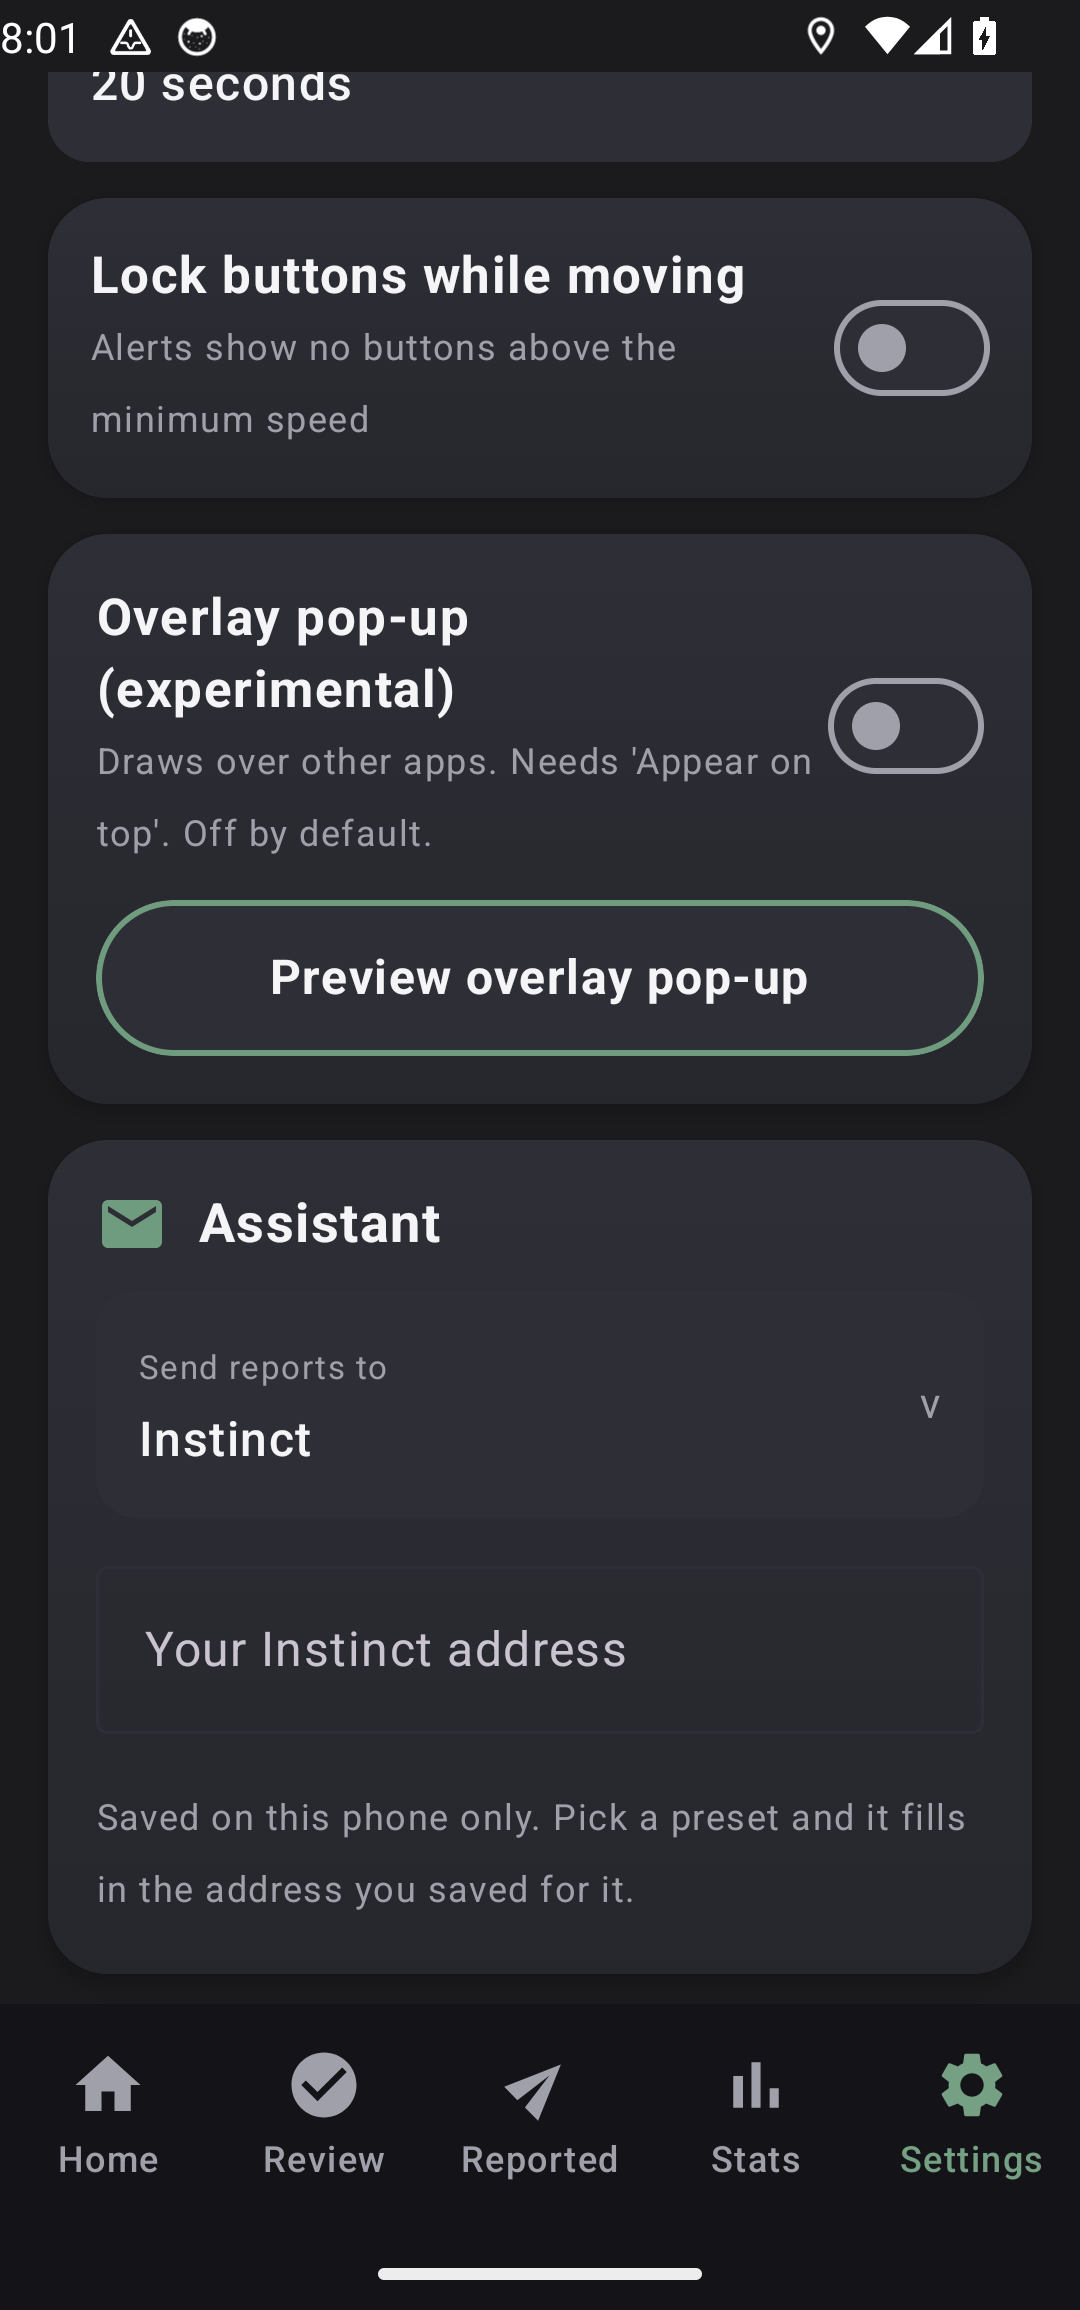 8:01
20 seconds
Lock buttons while moving
Alerts show no buttons above the
minimum speed
Overlay pop-up
(experimental)
Draws over other apps. Needs 'Appear on
top'. Off by default.
Preview overlay pop-up
Assistant
Send reports to
Instinct
v
Your Instinct address
Saved on this phone only. Pick a preset and it fills
in the address you saved for it.
Home
Review
Reported
Stats
Settings